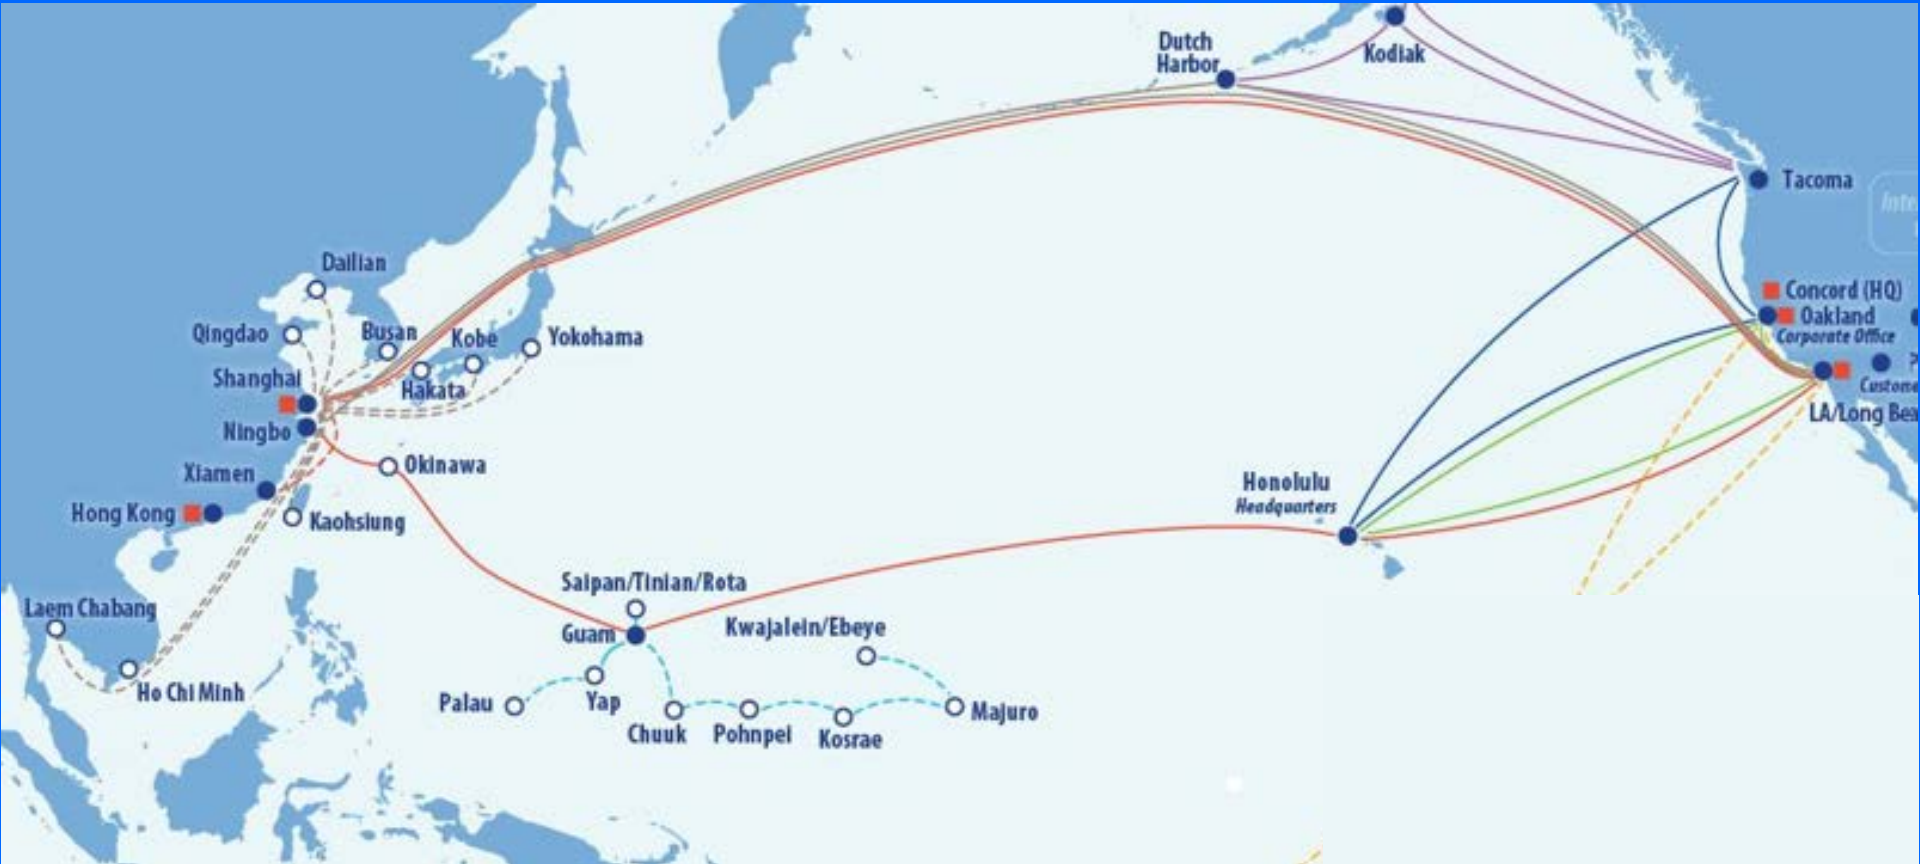 Dutch
Harbor
Kodiak
Tacoma
Dailian
Concord (HQ)
Qingdao
Busan
Kobe
Yokohama
Oakland
Corporate Office
Shanghai
Hakata
Ningbo
LA/Long Bea
Xiamen
Okinawa
Hong Kong
Kaohsiung
Honolulu
Headquarters
Saipan/Tinian/Rota
Laem Chabang
Guam
Kwajalein/Ebeye
Ho Chi Minh
Palau
Yap
Majuro
Chuuk
Pohnpei
Kosrae